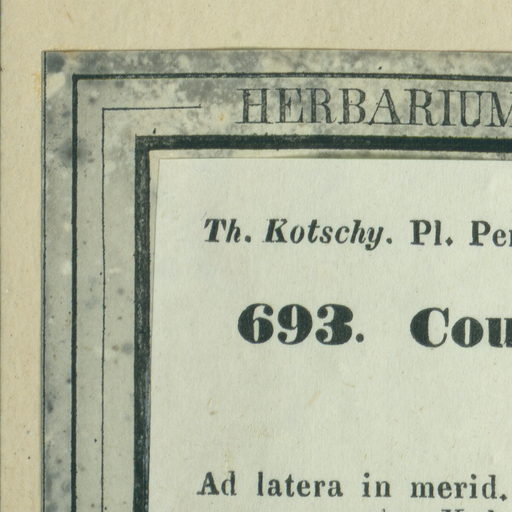 HERBARIUM
Th. Kotschy. Pl. Per
693. Cou
Ad latera in merid.